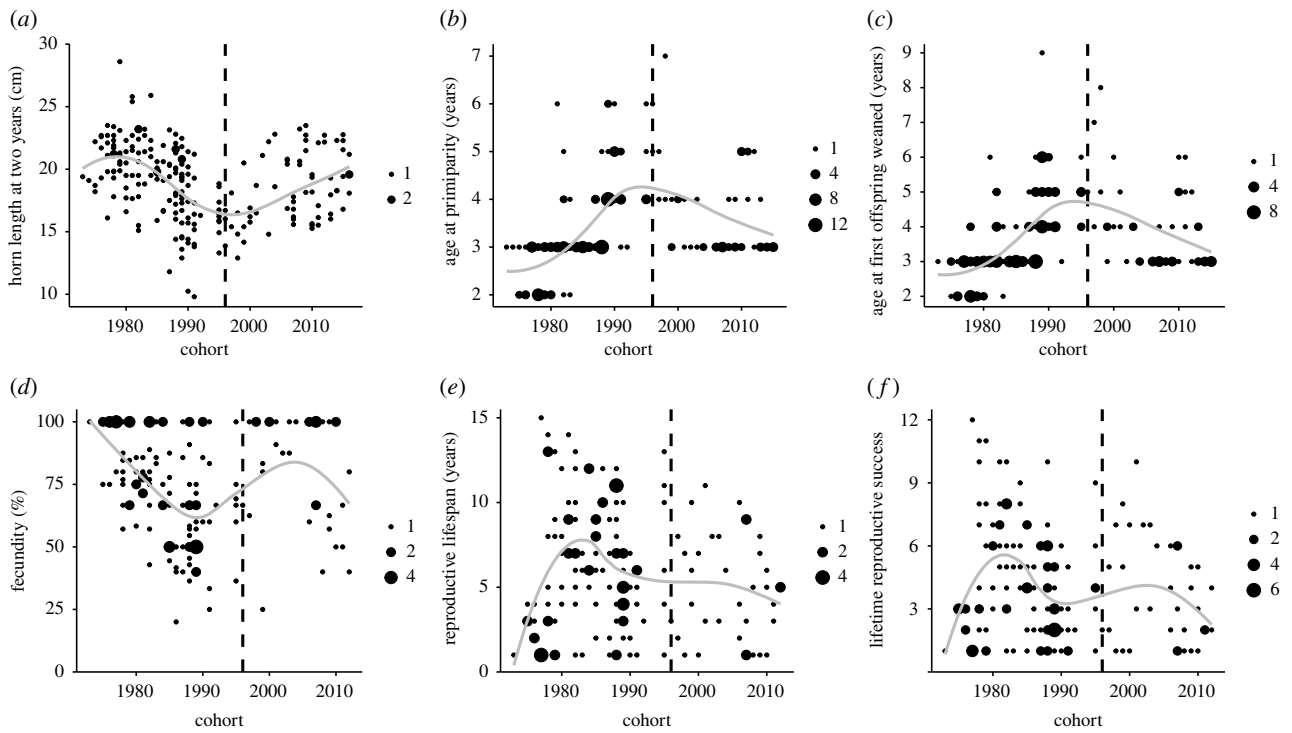 (a)
horn length at two years (cm)
30
25
20
15
10
1980 1990 2000 2010
cohort
1
2
(b)
age at primiparity (years)
7
6
5
4
3
2
1980 1990 2000 2010
cohort
1
4
8
12
(c)
age at first offspring weaned (years)
9
8
7
6
5
4
3
2
1980 1990 2000 2010
cohort
1
4
8
(d)
fecundity (%)
100
75
50
25
0
1980 1990 2000 2010
cohort
1
2
4
(e)
reproductive lifespan (years)
15
10
5
0
1980 1990 2000 2010
cohort
1
2
4
(f)
lifetime reproductive success
12
9
6
3
1980 1990 2000 2010
cohort
1
2
4
6